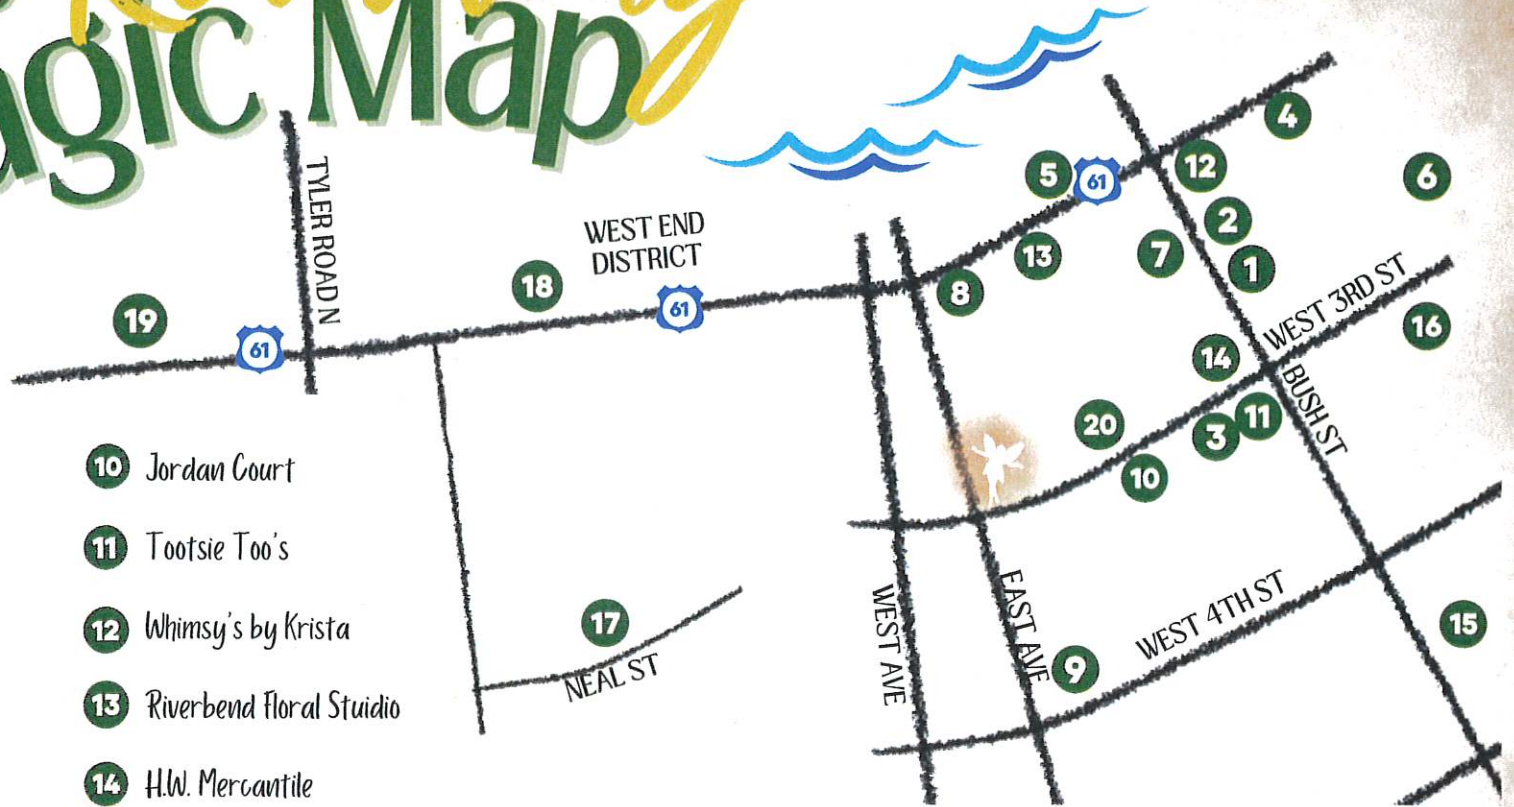 agic Map
TYLER ROAD N
WEST END
DISTRICT
4
5
61
12
6
2
13
7
1
18
8
61
19
61
WEST 3RD ST
16
14
BUSH ST
20
3
11
10
10 Jordan Court
11 Tootsie Too's
12 Whimsy's by Krista
13 Riverbend Floral Stuidio
14 H.W. Mercantile
17
NEAL ST
WEST AVE
EAST AVE
9
WEST 4TH ST
15